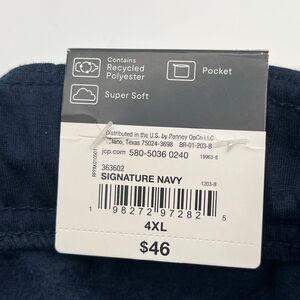 Contains
Recycled
Polyester
Pocket
Super Soft
Distributed in the U.S. by Penney OpCo LLC
Plano, Texas 75024-3698 BR-01-203-B
jcp.com 580-5036 0240 19963-8
363602
SIGNATURE NAVY 1203-B
1 98272 97282 5
4XL
$46